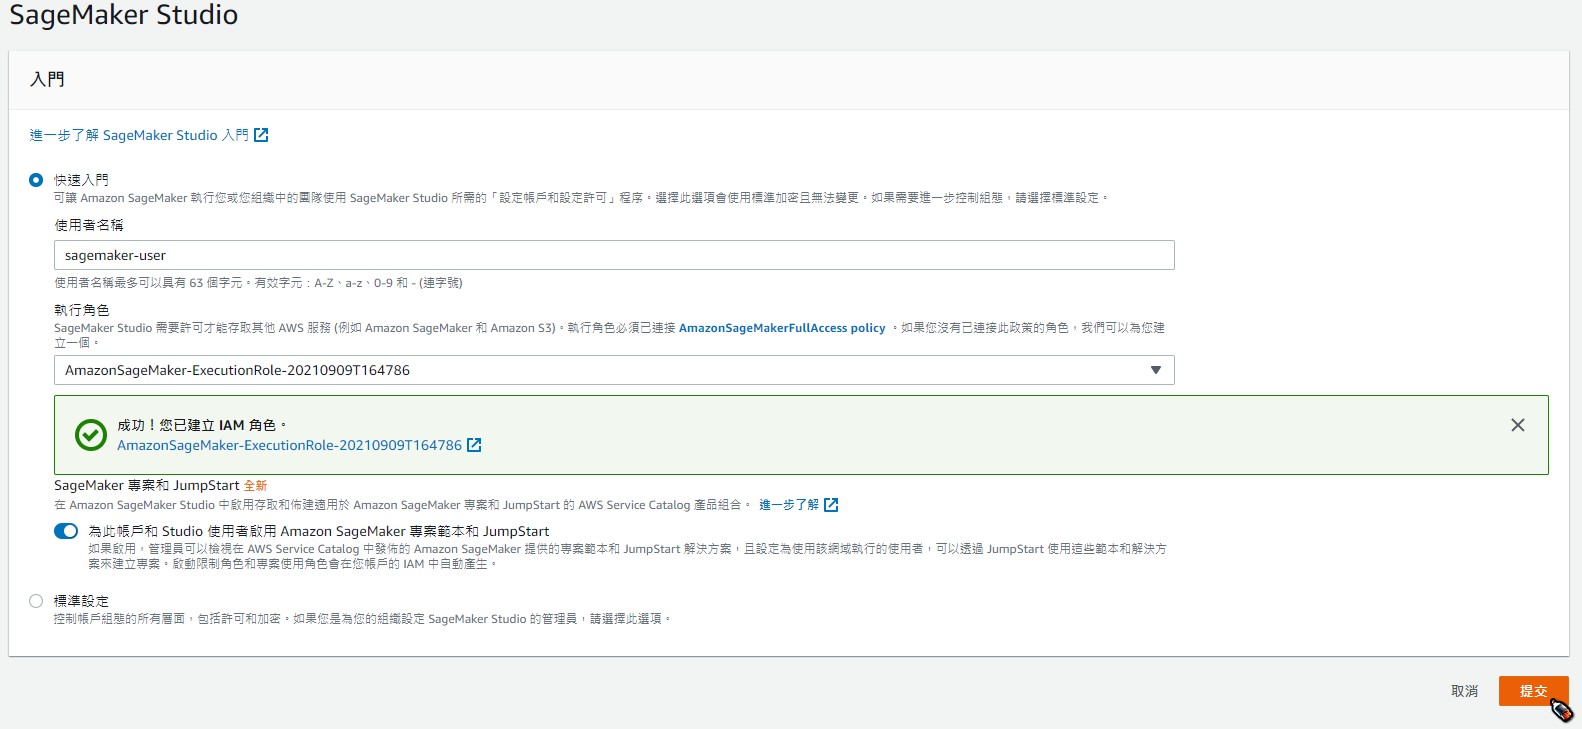 SageMaker Studio
入門
進一步了解 SageMaker Studio 入門
快速入門
可讓 Amazon SageMaker 執行您或您組織中的團隊使用 SageMaker Studio 所需的「設定帳戶和設定許可」程序。選擇此選項會使用標準加密且無法變更。如果需要進一步控制組態，請選擇標準設定。
使用者名稱
sagemaker-user
使用者名稱最多可以具有 63 個字元。有效字元：A-Z、a-z、0-9 和 - (連字號)
執行角色
SageMaker Studio 需要許可才能存取其他 AWS 服務 (例如 Amazon SageMaker 和 Amazon S3)。執行角色必須已連接 AmazonSageMakerFullAccess policy 。如果您沒有已連接此政策的角色，我們可以為您建
立一個。
AmazonSageMaker-ExecutionRole-20210909T164786
成功！您已建立 IAM 角色。
AmazonSageMaker-ExecutionRole-20210909T164786
SageMaker 專案和 JumpStart 全新
在 Amazon SageMaker Studio 中啟用存取和佈建適用於 Amazon SageMaker 專案和 JumpStart 的 AWS Service Catalog 產品組合。 進一步了解
為此帳戶和 Studio 使用者啟用 Amazon SageMaker 專案範本和 JumpStart
如果啟用，管理員可以檢視在 AWS Service Catalog 中發佈的 Amazon SageMaker 提供的專案範本和 JumpStart 解決方案，且設定為使用該網域執行的使用者，可以透過 JumpStart 使用這些範本和解決方
案來建立專案。啟動限制角色和專案使用角色會在您帳戶的 IAM 中自動產生。
標準設定
控制帳戶組態的所有層面，包括許可和加密。如果您是為您的組織設定 SageMaker Studio 的管理員，請選擇此選項。
取消
提交